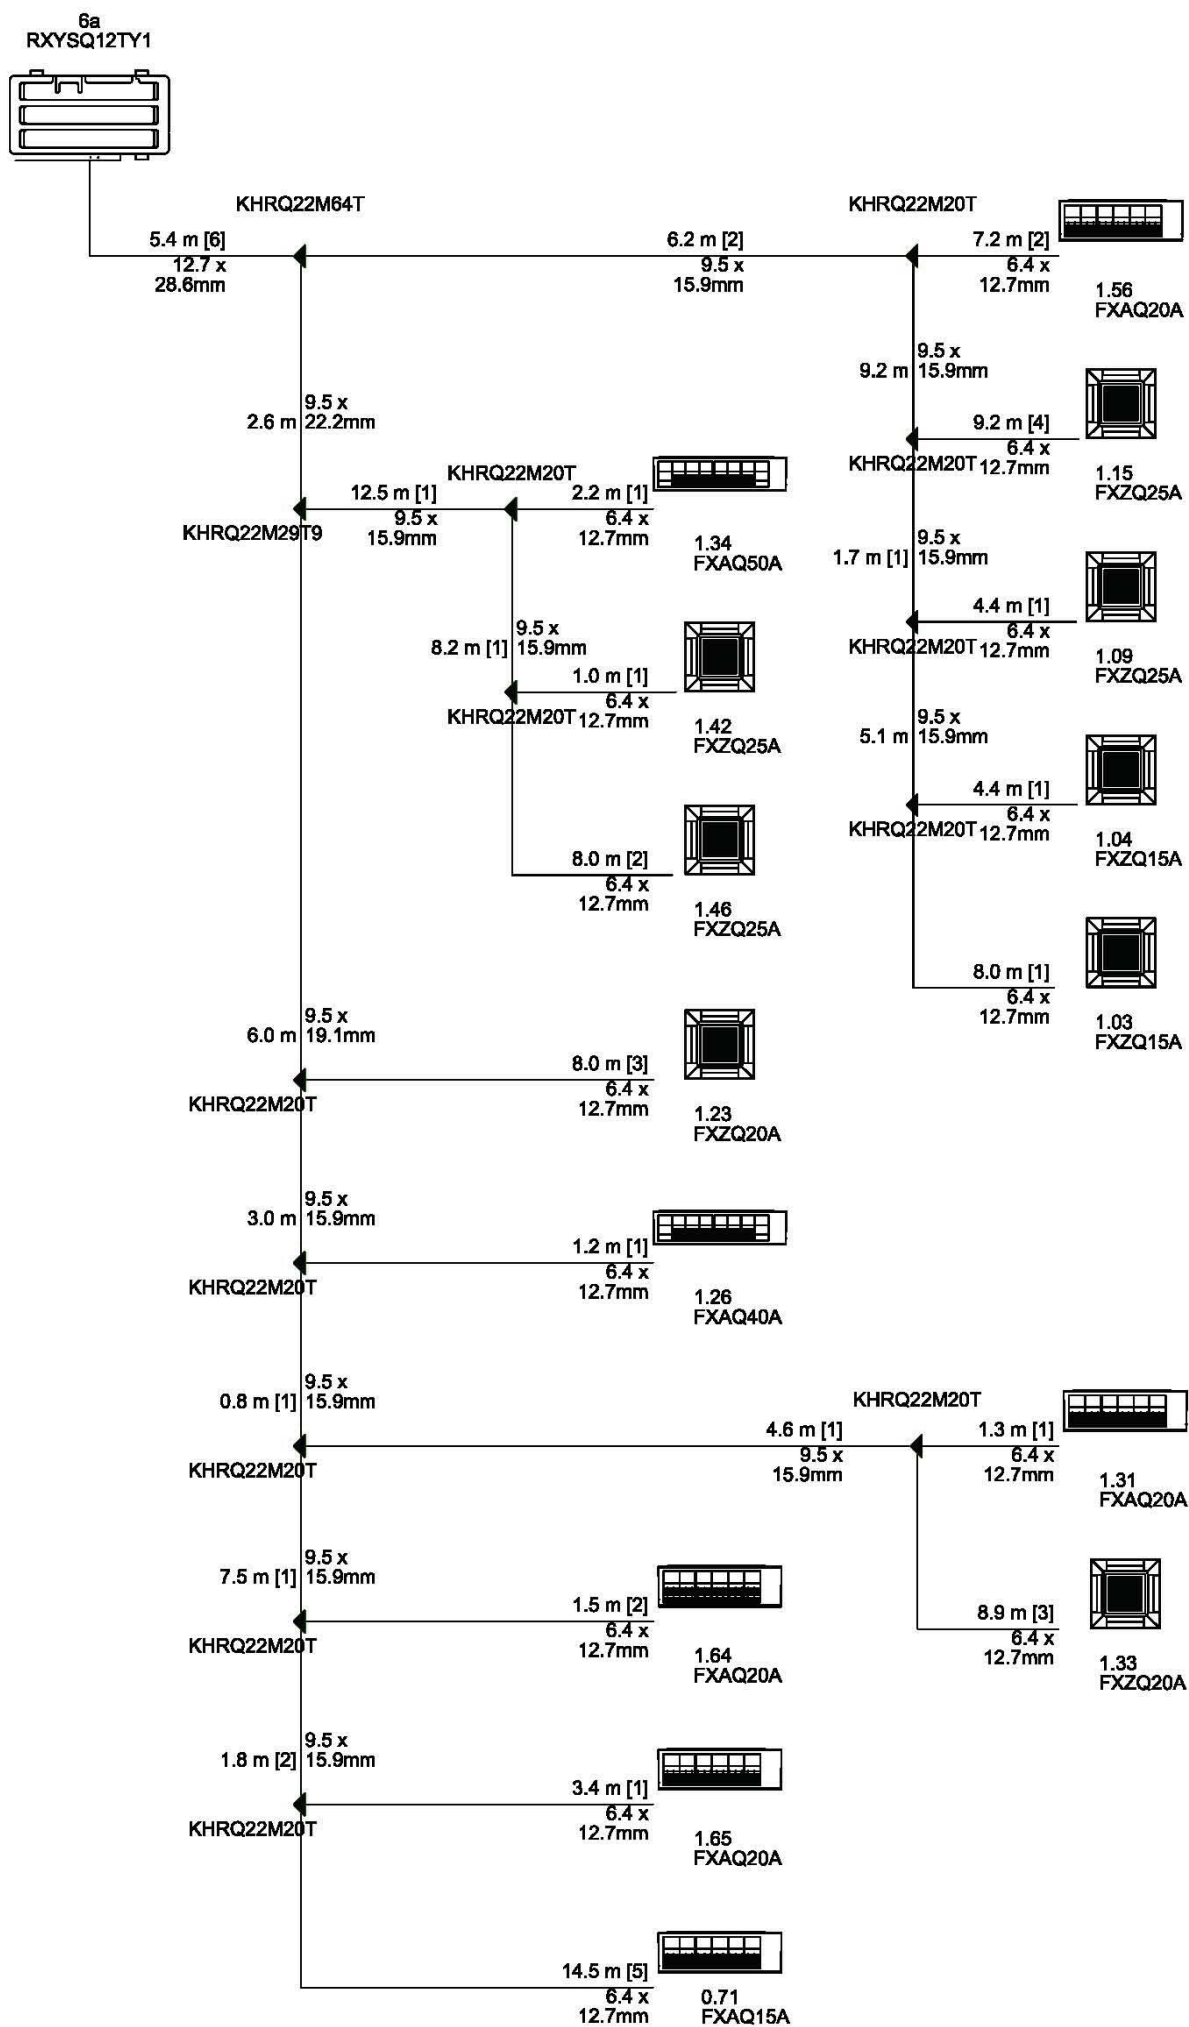 6a
RXYSQ12TY1
KHRQ22M64T
KHRQ22M20T
5.4 m [6]
12.7 x
28.6mm
6.2 m [2]
9.5 x
15.9mm
7.2 m [2]
6.4 x
12.7mm
1.56
FXAQ20A
9.5 x
9.2 m 15.9mm
9.5 x
2.6 m 22.2mm
9.2 m [4]
6.4 x
KHRQ22M20T 12.7mm
1.15
FXZQ25A
KHRQ22M20T
12.5 m [1]
9.5 x
15.9mm
2.2 m [1]
6.4 x
12.7mm
KHRQ22M29T9
1.34
FXAQ50A
9.5 x
1.7 m [1] 15.9mm
4.4 m [1]
6.4 x
KHRQ22M20T 12.7mm
1.09
FXZQ25A
9.5 x
8.2 m [1] 15.9mm
1.0 m [1]
6.4 x
KHRQ22M20T 12.7mm
1.42
FXZQ25A
9.5 x
5.1 m 15.9mm
4.4 m [1]
6.4 x
KHRQ22M20T 12.7mm
1.04
FXZQ15A
8.0 m [2]
6.4 x
12.7mm
1.46
FXZQ25A
8.0 m [1]
6.4 x
12.7mm
1.03
FXZQ15A
9.5 x
6.0 m 19.1mm
8.0 m [3]
6.4 x
12.7mm
KHRQ22M20T
1.23
FXZQ20A
9.5 x
3.0 m 15.9mm
1.2 m [1]
6.4 x
12.7mm
KHRQ22M20T
1.26
FXAQ40A
9.5 x
0.8 m [1] 15.9mm
KHRQ22M20T
4.6 m [1]
9.5 x
15.9mm
1.3 m [1]
6.4 x
12.7mm
KHRQ22M20T
1.31
FXAQ20A
9.5 x
7.5 m [1] 15.9mm
1.5 m [2]
6.4 x
12.7mm
KHRQ22M20T
1.64
FXAQ20A
8.9 m [3]
6.4 x
12.7mm
1.33
FXZQ20A
9.5 x
1.8 m [2] 15.9mm
3.4 m [1]
6.4 x
12.7mm
KHRQ22M20T
1.65
FXAQ20A
14.5 m [5]
6.4 x
12.7mm
0.71
FXAQ15A